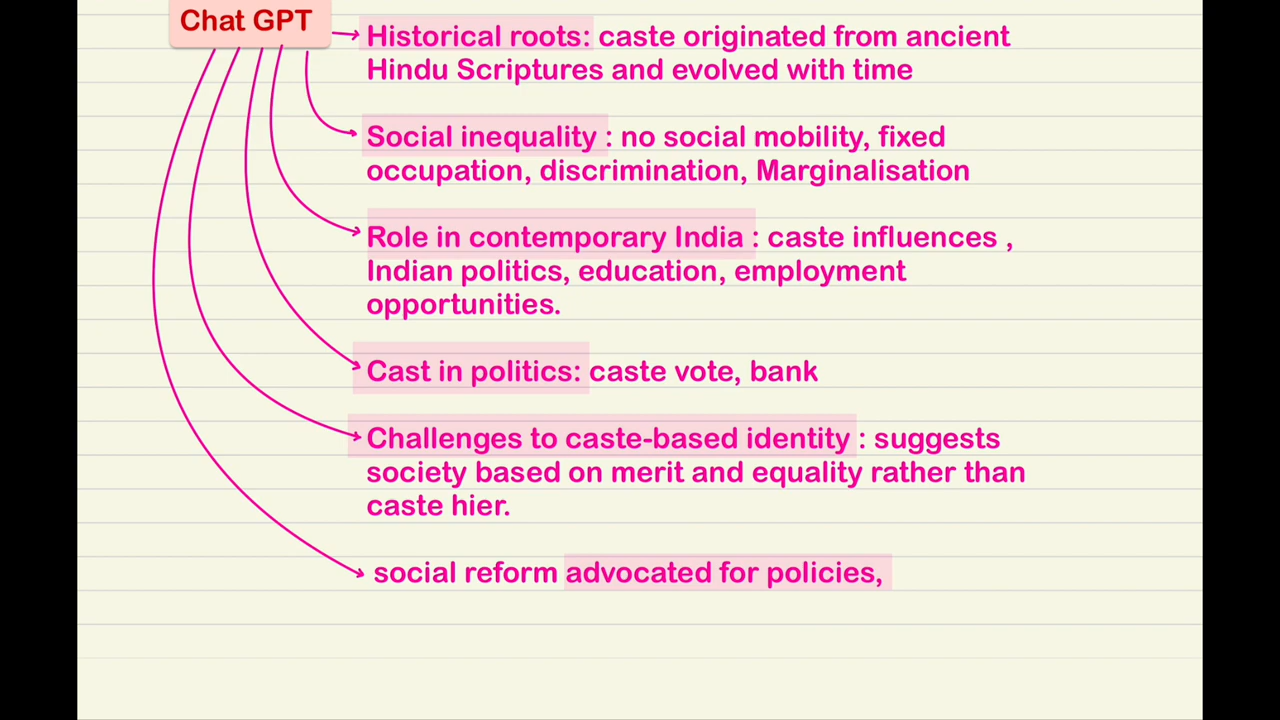 Chat GPT
Historical roots: caste originated from ancient
Hindu Scriptures and evolved with time
Social inequality : no social mobility, fixed
occupation, discrimination, Marginalisation
Role in contemporary India : caste influences ,
Indian politics, education, employment
opportunities.
Cast in politics: caste vote, bank
Challenges to caste-based identity : suggests
society based on merit and equality rather than
caste hier.
social reform advocated for policies,